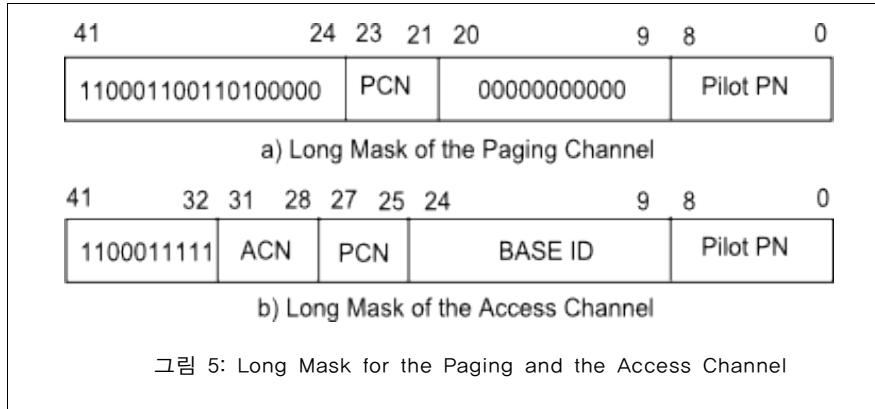 41 24 23 21 20 9 8 0
110001100110100000 PCN 00000000000 Pilot PN
a) Long Mask of the Paging Channel
41 32 31 28 27 25 24 9 8 0
1100011111 ACN PCN BASE ID Pilot PN
b) Long Mask of the Access Channel
그림 5: Long Mask for the Paging and the Access Channel